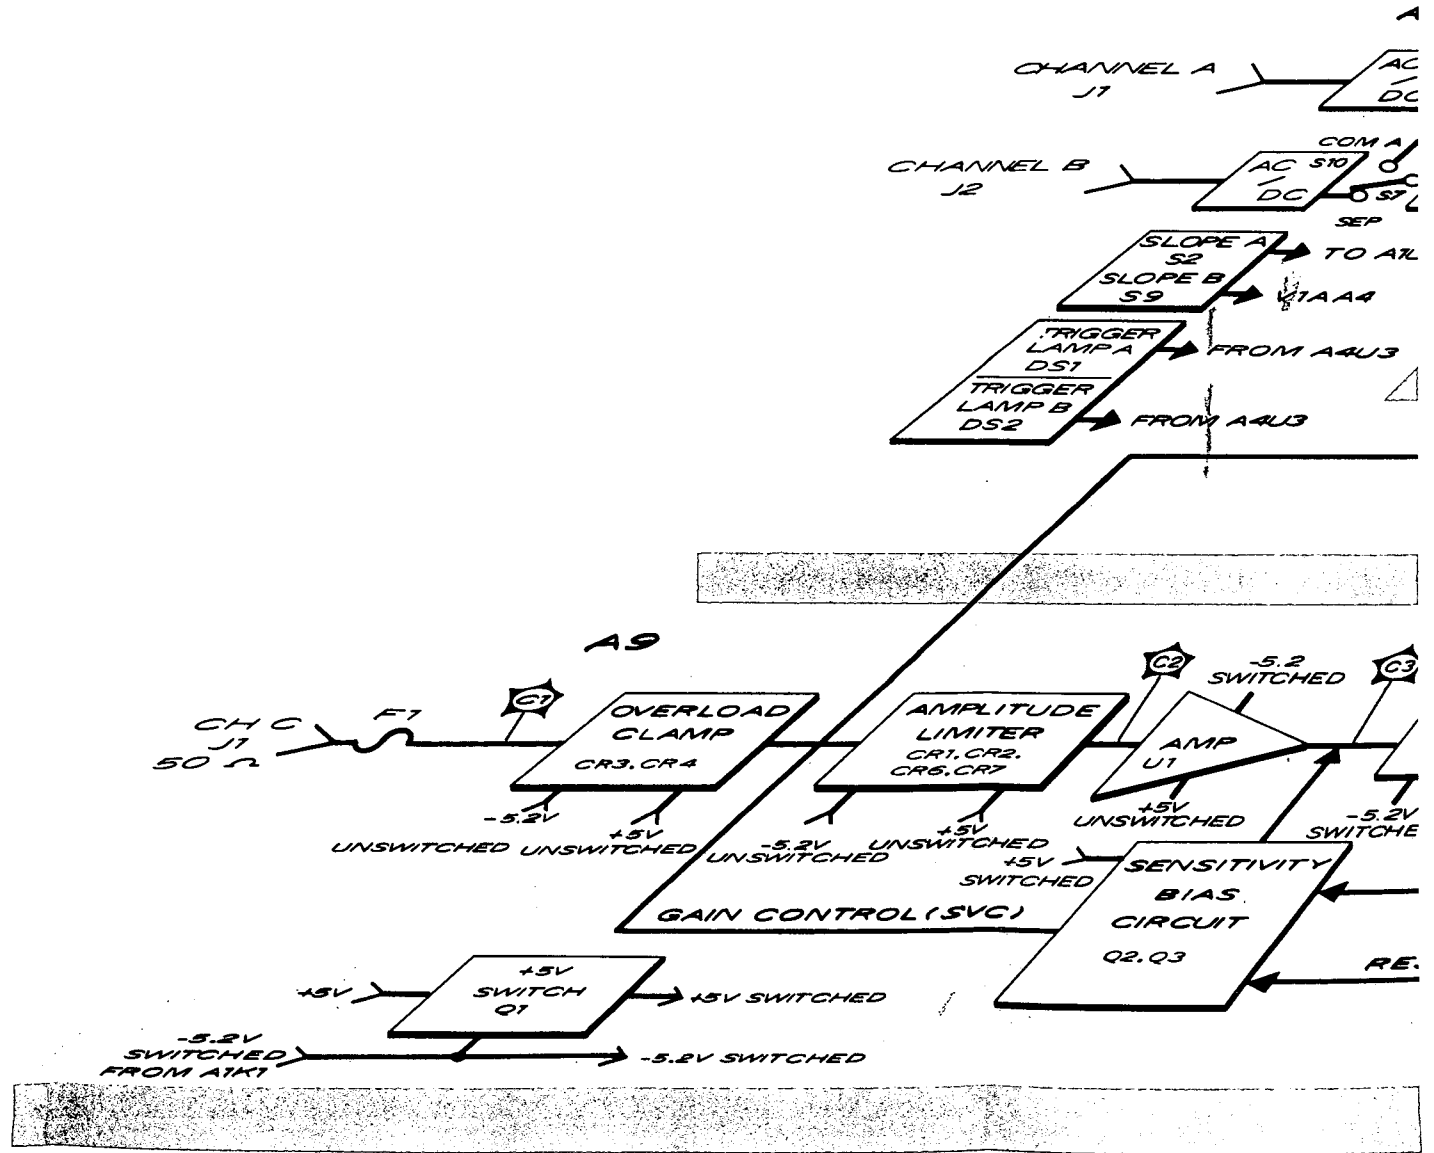 CHANNEL A
J1
AC
DC
COM A
CHANNEL B
J2
AC S10
DC
S7
SEP
SLOPE A
S2
SLOPE B
S9
TO A1
TRIGGER
LAMP A
DS1
FROM A4U3
TRIGGER
LAMP B
DS2
FROM A4U3
A9
CH C
J1
50 Ω
F1
C1
OVERLOAD
CLAMP
CR3.CR4
-5.2V
UNSWITCHED
+5V
UNSWITCHED
AMPLITUDE
LIMITER
CR1.CR2.
CR6.CR7
-5.2V
UNSWITCHED
+5V
UNSWITCHED
C2
-5.2
SWITCHED
AMP
U1
+5V
UNSWITCHED
C3
-5.2V
SWITCHE
+5V
SWITCHED
SENSITIVITY
BIAS
CIRCUIT
Q2.Q3
GAIN CONTROL (SVC)
RE
+5V
+5V
SWITCH
Q1
+5V SWITCHED
-5.2V
SWITCHED
FROM A1K1
-5.2V SWITCHED